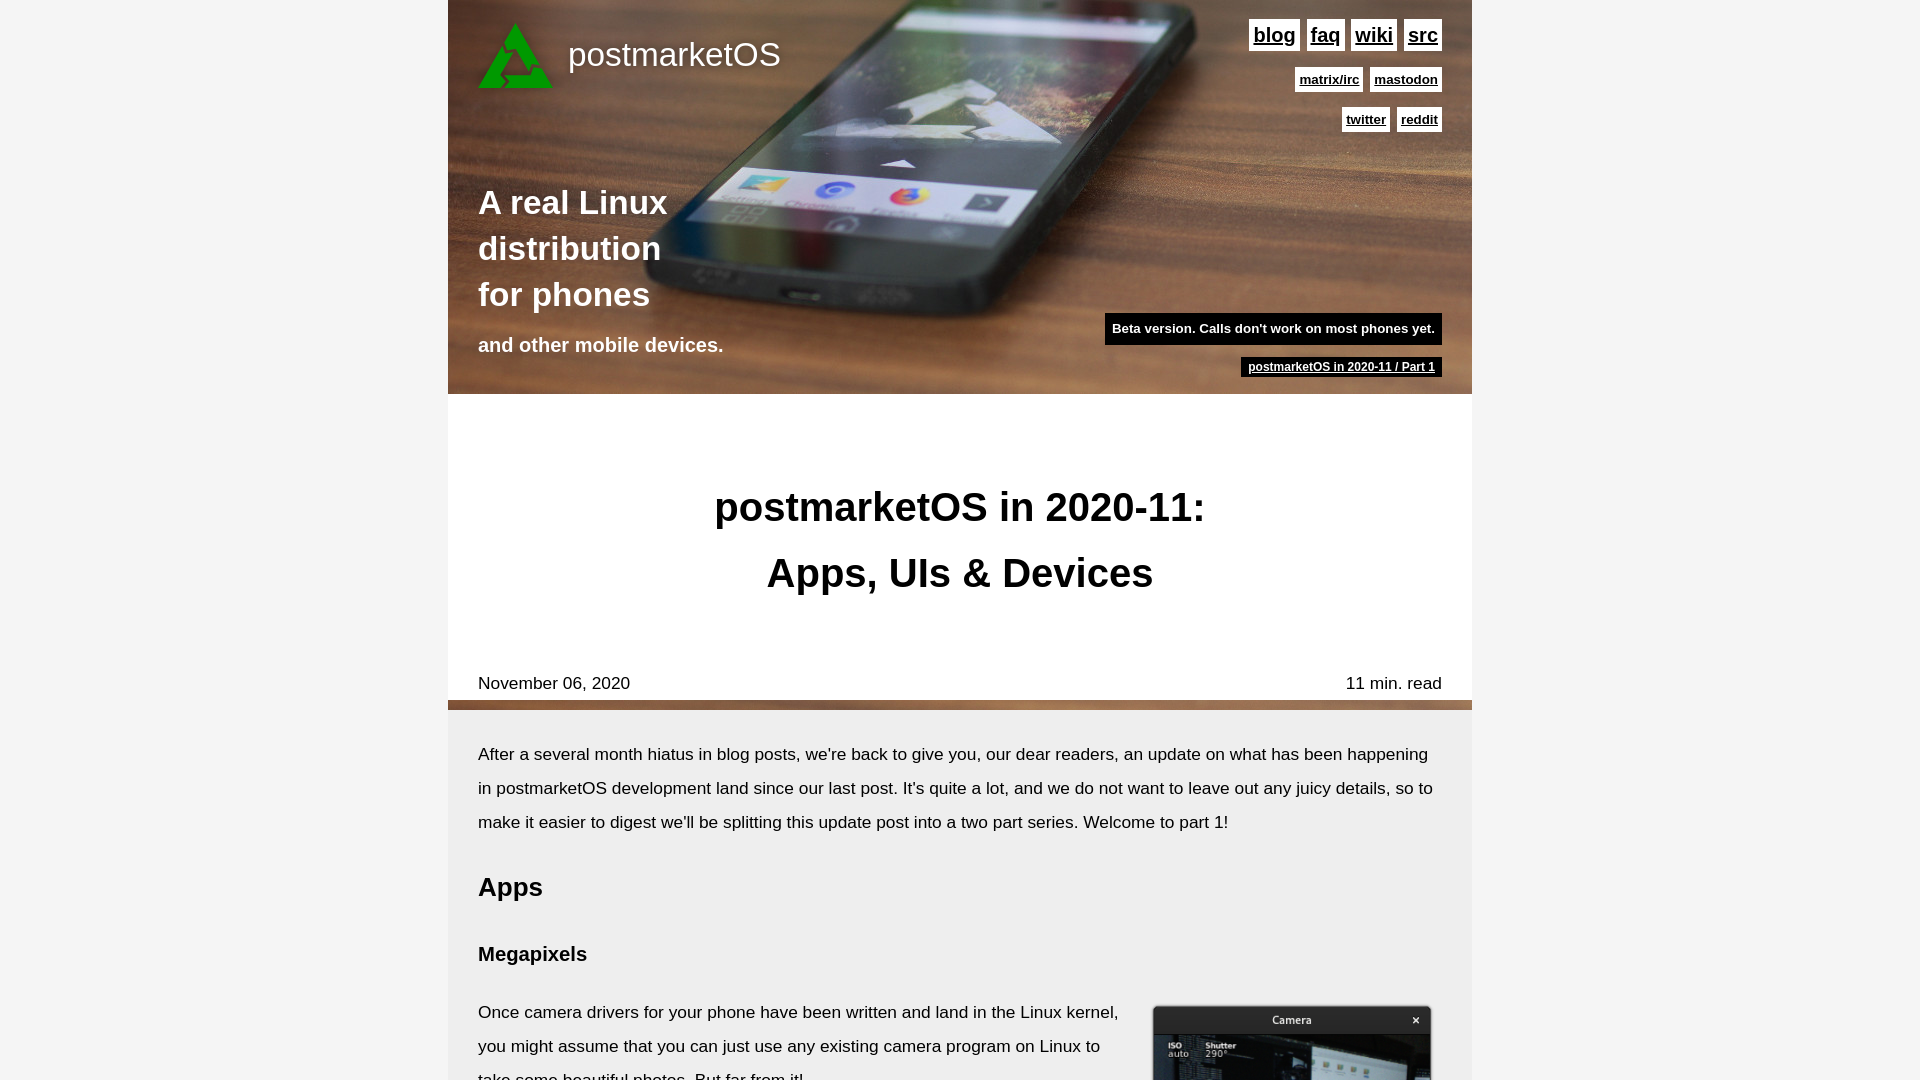 postmarketOS
blog faq wiki src
matrix/irc mastodon
twitter reddit
A real Linux
distribution
for phones
and other mobile devices.
Beta version. Calls don't work on most phones yet.
postmarketOS in 2020-11 / Part 1
postmarketOS in 2020-11:
Apps, UIs & Devices
November 06, 2020
11 min. read
After a several month hiatus in blog posts, we're back to give you, our dear readers, an update on what has been happening
in postmarketOS development land since our last post. It's quite a lot, and we do not want to leave out any juicy details, so to
make it easier to digest we'll be splitting this update post into a two part series. Welcome to part 1!
Apps
Megapixels
Once camera drivers for your phone have been written and land in the Linux kernel,
you might assume that you can just use any existing camera program on Linux to
take some beautiful photos. But far from it!
Camera ×
ISO Shutter
auto 290°